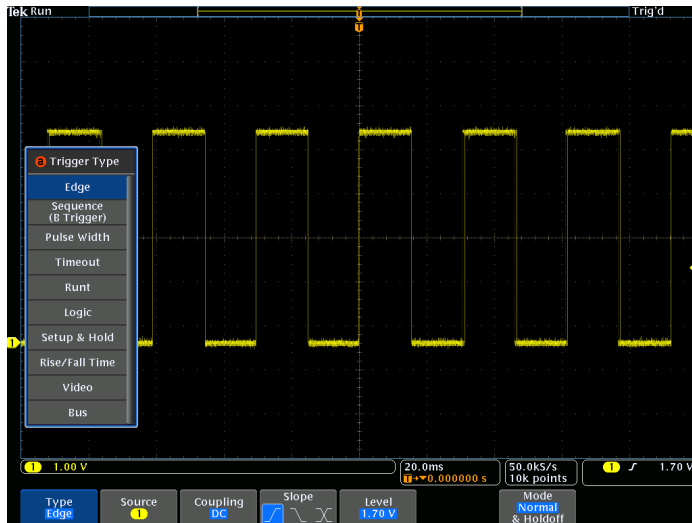 Tek Run
Trig'd
T
T
a Trigger Type
Edge
Sequence
(B Trigger)
Pulse Width
Timeout
Runt
Logic
Setup & Hold
Rise/Fall Time
Video
Bus
1
1 1.00 V
20.0ms
T→▼0.000000 s
50.0kS/s
10k points
1 1.70 V
Type
Edge
Source
1
Coupling
DC
Slope
Level
1.70 V
Mode
Normal
& Holdoff